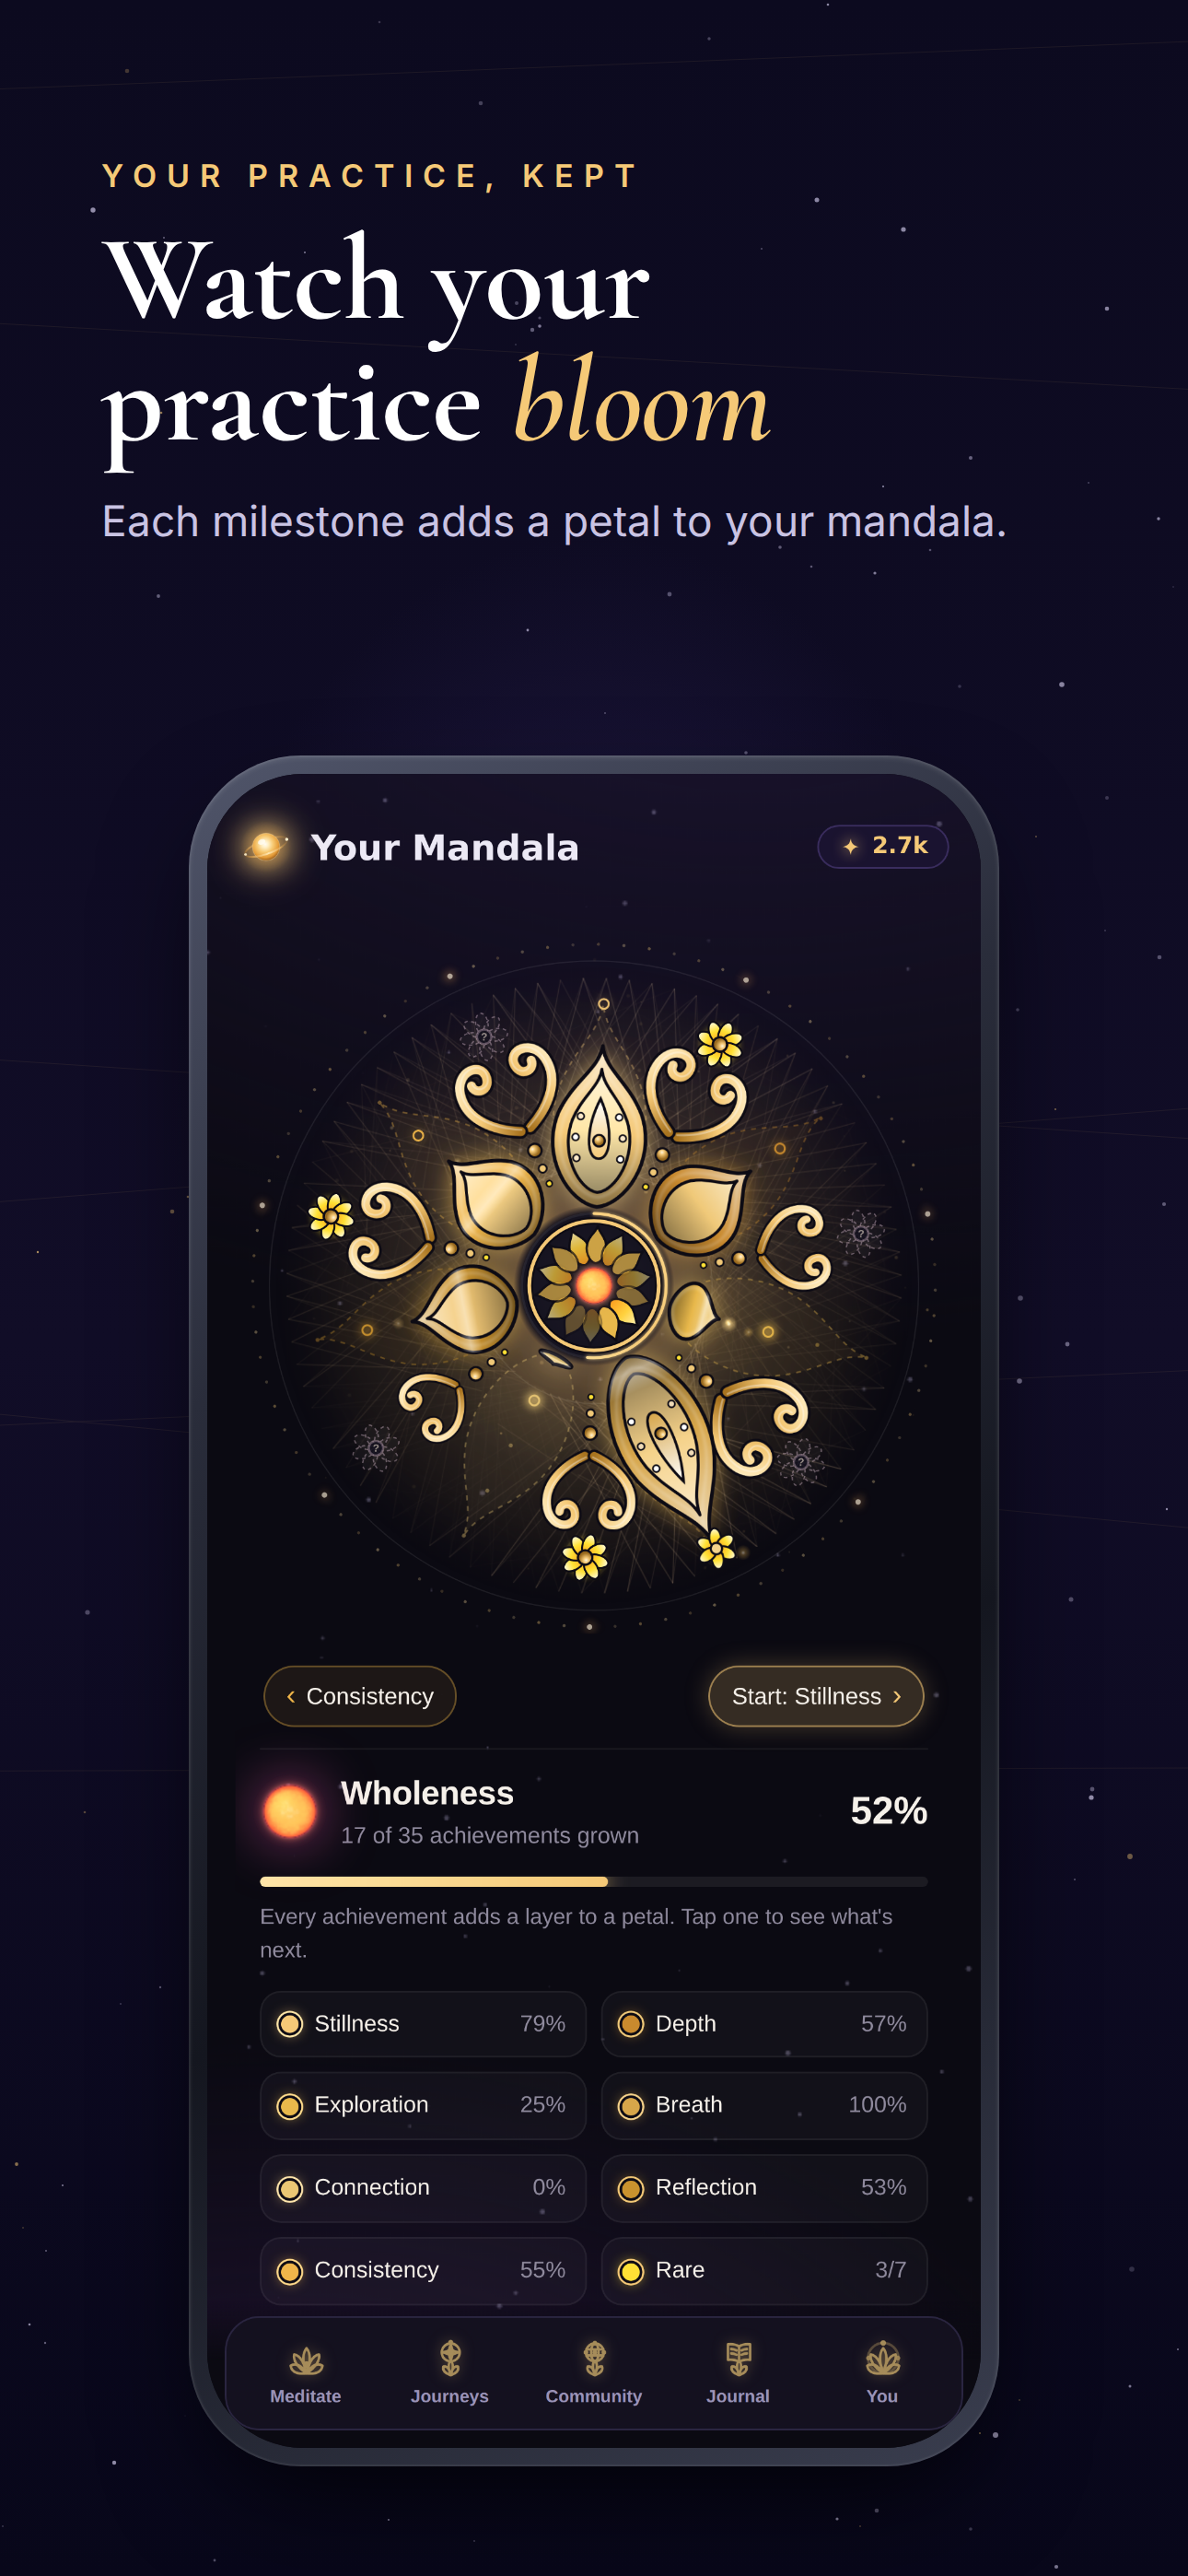 YOUR PRACTICE, KEPT
Watch your
practice bloom
Each milestone adds a petal to your mandala.
Your Mandala
2.7k
?
?
?
?
‹ Consistency
Start: Stillness ›
Wholeness
52%
17 of 35 achievements grown
Every achievement adds a layer to a petal. Tap one to see what's
next.
Stillness 79%
Depth 57%
Exploration 25%
Breath 100%
Connection 0%
Reflection 53%
Consistency 55%
Rare 3/7
Meditate
Journeys
Community
Journal
You